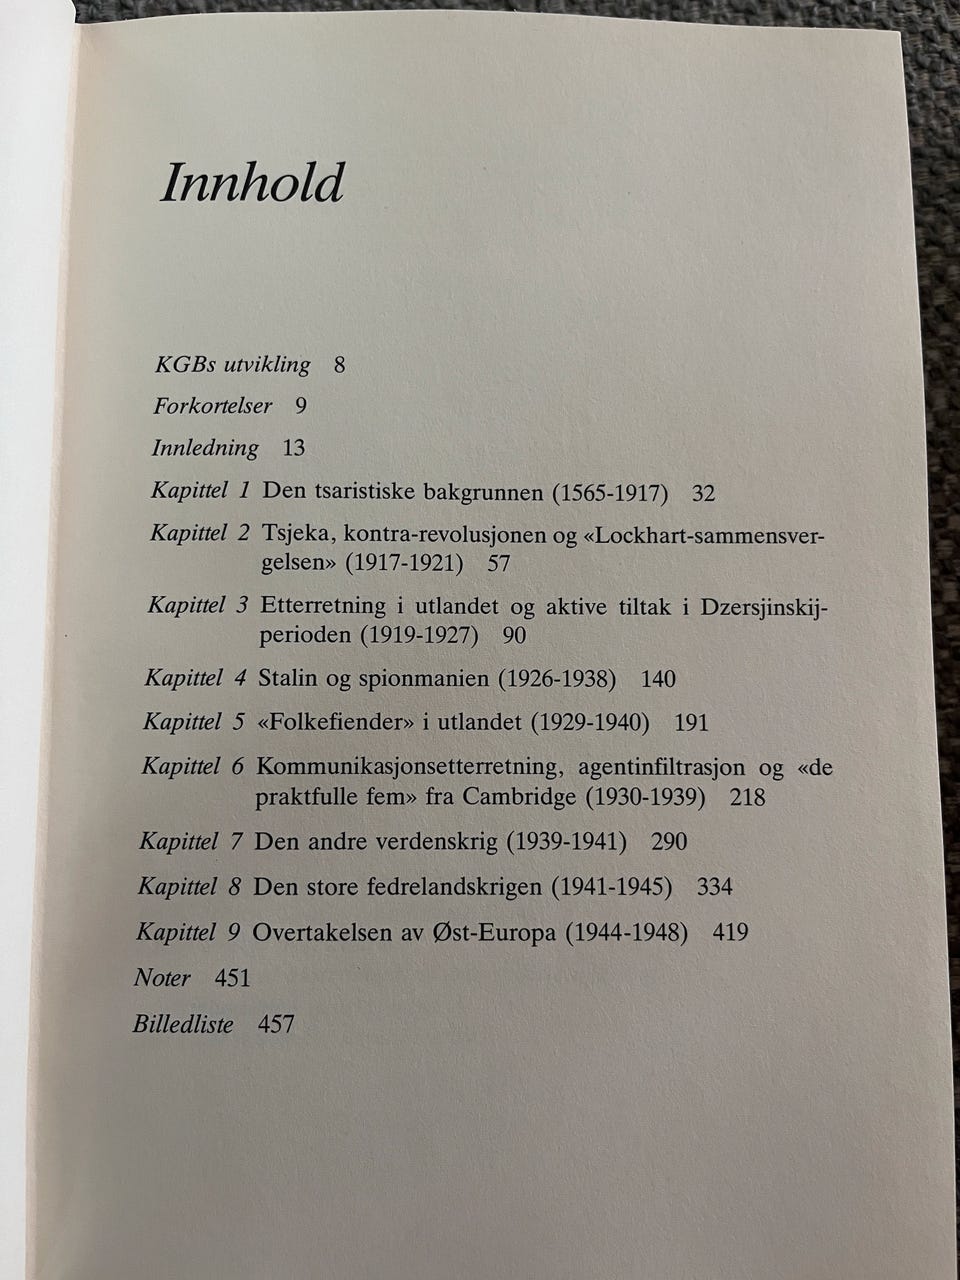 Innhold
KGBs utvikling 8
Forkortelser 9
Innledning 13
Kapittel 1 Den tsaristiske bakgrunnen (1565-1917) 32
Kapittel 2 Tsjeka, kontra-revolusjonen og «Lockhart-sammensver-
gelsen» (1917-1921) 57
Kapittel 3 Etterretning i utlandet og aktive tiltak i Dzersjinskij-
perioden (1919-1927) 90
Kapittel 4 Stalin og spionmanien (1926-1938) 140
Kapittel 5 «Folkefiender» i utlandet (1929-1940) 191
Kapittel 6 Kommunikasjonsetterretning, agentinfiltrasjon og «de
praktfulle fem» fra Cambridge (1930-1939) 218
Kapittel 7 Den andre verdenskrig (1939-1941) 290
Kapittel 8 Den store fedrelandskrigen (1941-1945) 334
Kapittel 9 Overtakelsen av Øst-Europa (1944-1948) 419
Noter 451
Billedliste 457